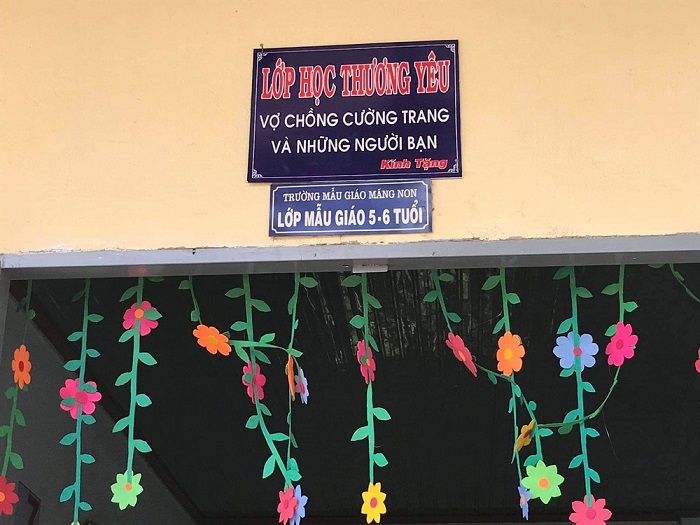 LỚP HỌC THƯƠNG YÊU
VỢ CHỒNG CƯỜNG TRANG
VÀ NHỮNG NGƯỜI BẠN
Kính Tặng
TRƯỜNG MẪU GIÁO MĂNG NON
LỚP MẪU GIÁO 5-6 TUỔI